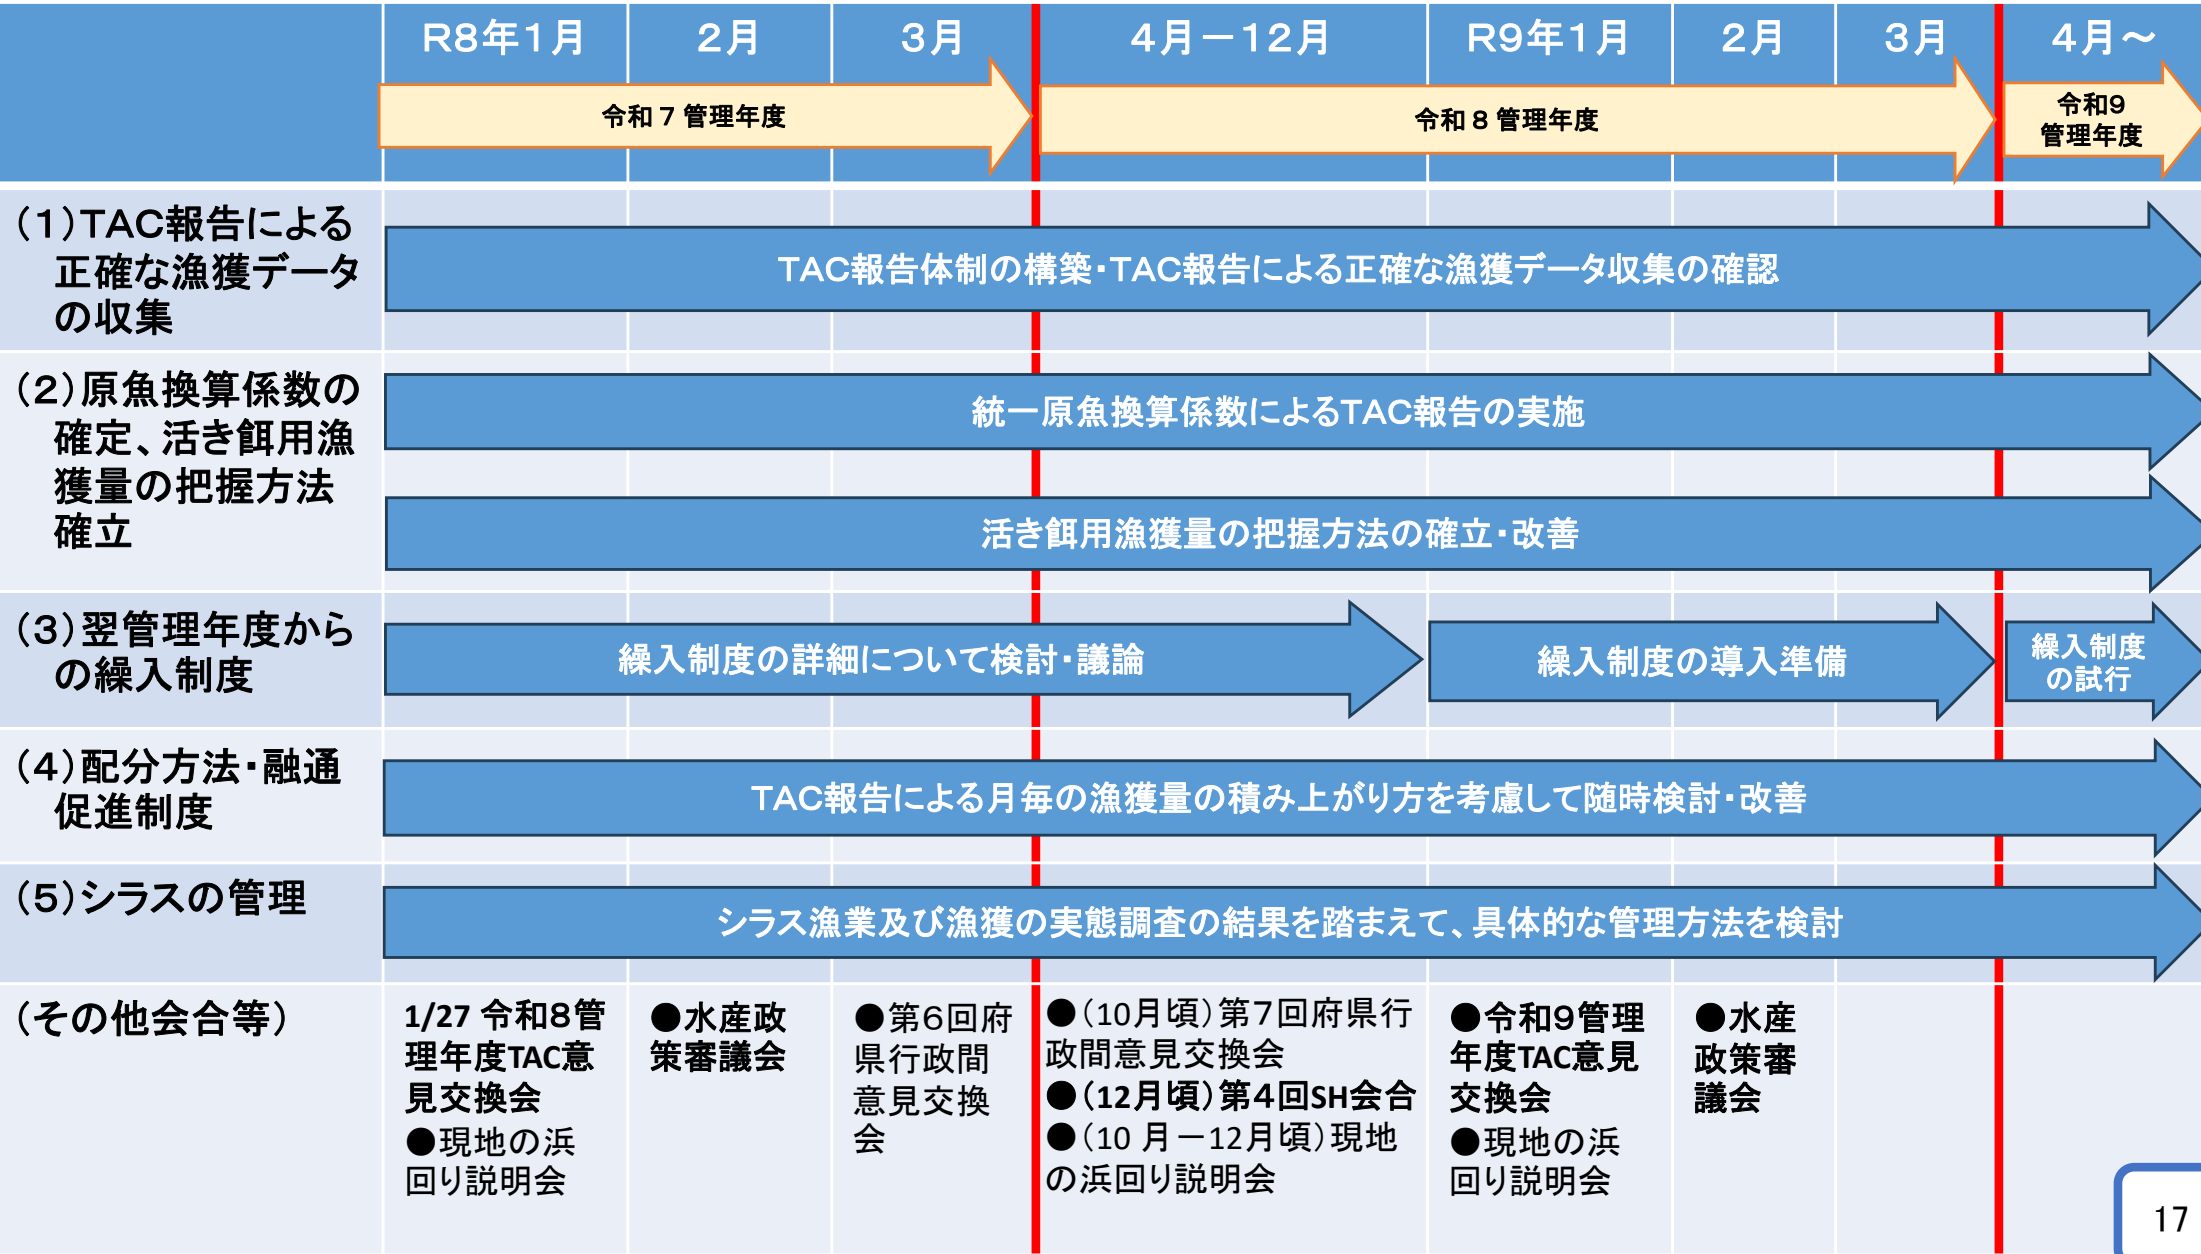 R8年1月
2月
3月
4月－12月
R9年1月
2月
3月
4月～
令和７管理年度
令和８管理年度
令和9
管理年度
（1）TAC報告による
正確な漁獲データ
の収集
TAC報告体制の構築・TAC報告による正確な漁獲データ収集の確認
（2）原魚換算係数の
確定、活き餌用漁
獲量の把握方法
確立
統一原魚換算係数によるTAC報告の実施
活き餌用漁獲量の把握方法の確立・改善
（3）翌管理年度から
の繰入制度
繰入制度の詳細について検討・議論
繰入制度の導入準備
繰入制度
の試行
（4）配分方法・融通
促進制度
TAC報告による月毎の漁獲量の積み上がり方を考慮して随時検討・改善
（5）シラスの管理
シラス漁業及び漁獲の実態調査の結果を踏まえて、具体的な管理方法を検討
（その他会合等）
1/27 令和８管
理年度TAC意
見交換会
●現地の浜
回り説明会
●水産政
策審議会
●第６回府
県行政間
意見交換
会
●（10月頃）第７回府県行
政間意見交換会
●（12月頃）第４回SH会合
●（10 月－12月頃）現地
の浜回り説明会
●令和９管理
年度TAC意見
交換会
●現地の浜
回り説明会
●水産
政策審
議会
17